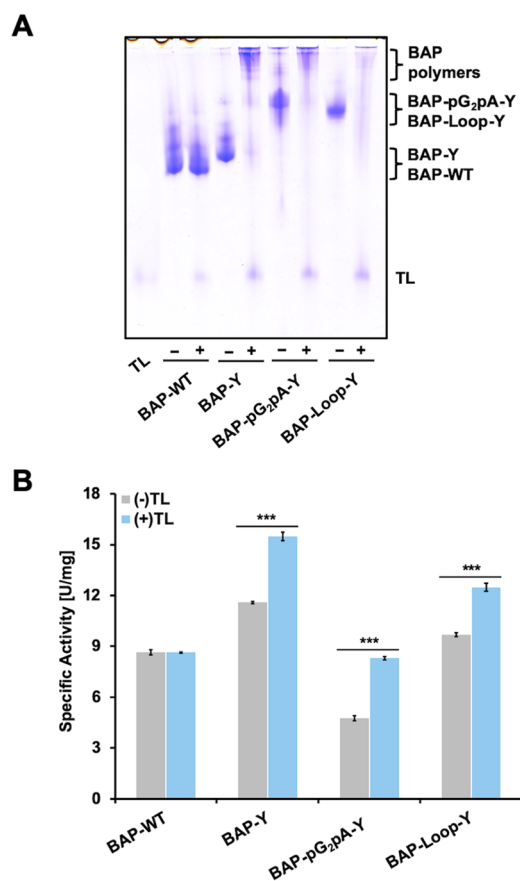 A
BAP
polymers
BAP-pG₂pA-Y
BAP-Loop-Y
BAP-Y
BAP-WT
TL
− + − + − + − +
TL
BAP-WT
BAP-Y
BAP-pG₂pA-Y
BAP-Loop-Y
B
Specific Activity [U/mg]
18
15
12
9
6
3
0
(-)TL
(+)TL
***
***
***
BAP-WT
BAP-Y
BAP-pG₂pA-Y
BAP-Loop-Y